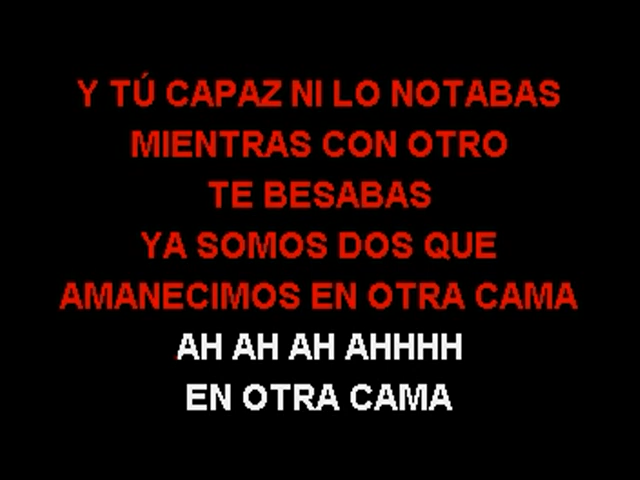 Y TÚ CAPAZ NI LO NOTABAS
MIENTRAS CON OTRO
TE BESABAS
YA SOMOS DOS QUE
AMANECIMOS EN OTRA CAMA
AH AH AH AHHHH
EN OTRA CAMA